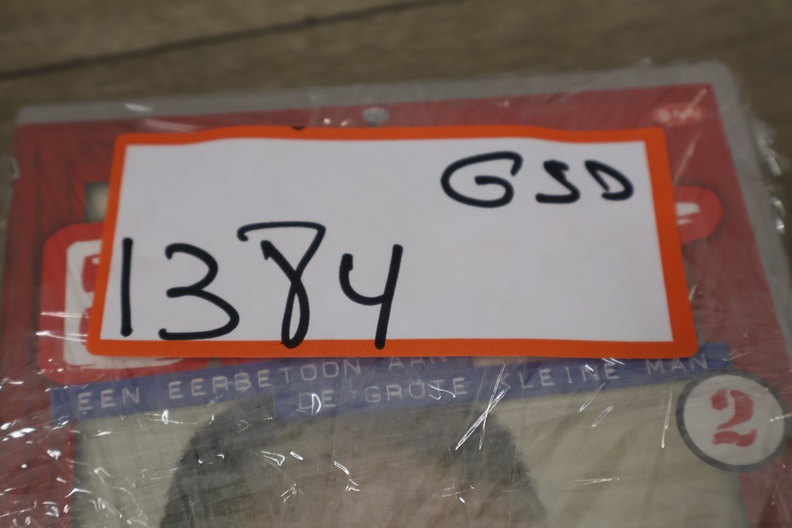 GSD
1384
EEN EERBETOON AAN
DE GROTE KLEINE MAN
2